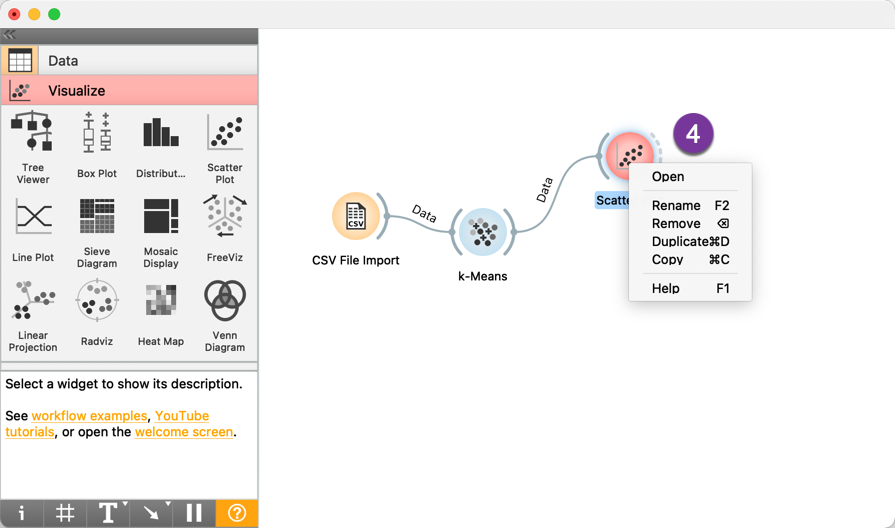 Data
Visualize
Tree
Viewer
Box Plot
Distribut...
Scatter
Plot
Line Plot
Sieve
Diagram
Mosaic
Display
FreeViz
Linear
Projection
Radviz
Heat Map
Venn
Diagram
Select a widget to show its description.
See workflow examples, YouTube
tutorials, or open the welcome screen.
CSV
CSV File Import
Data
k-Means
Data
Scatte
4
Open
Rename F2
Remove ⌫
Duplicate⌘D
Copy ⌘C
Help F1
i
T
?